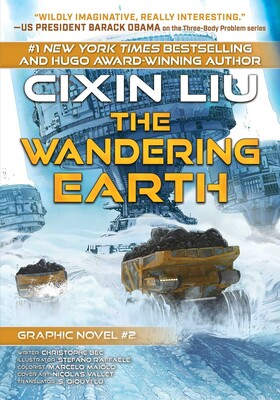 "WILDLY IMAGINATIVE, REALLY INTERESTING."
—US PRESIDENT BARACK OBAMA on the Three-Body Problem series
#1 NEW YORK TIMES BESTSELLING
AND HUGO AWARD-WINNING AUTHOR
CIXIN LIU
THE
WANDERING
EARTH
GRAPHIC NOVEL #2
WRITER CHRISTOPHE BEC
ILLUSTRATOR STEFANO RAFFAELE
COLORIST MARCELO MAIOLO
COVER ART NICOLAS VALLET
TRANSLATOR S. QIOUYI LU